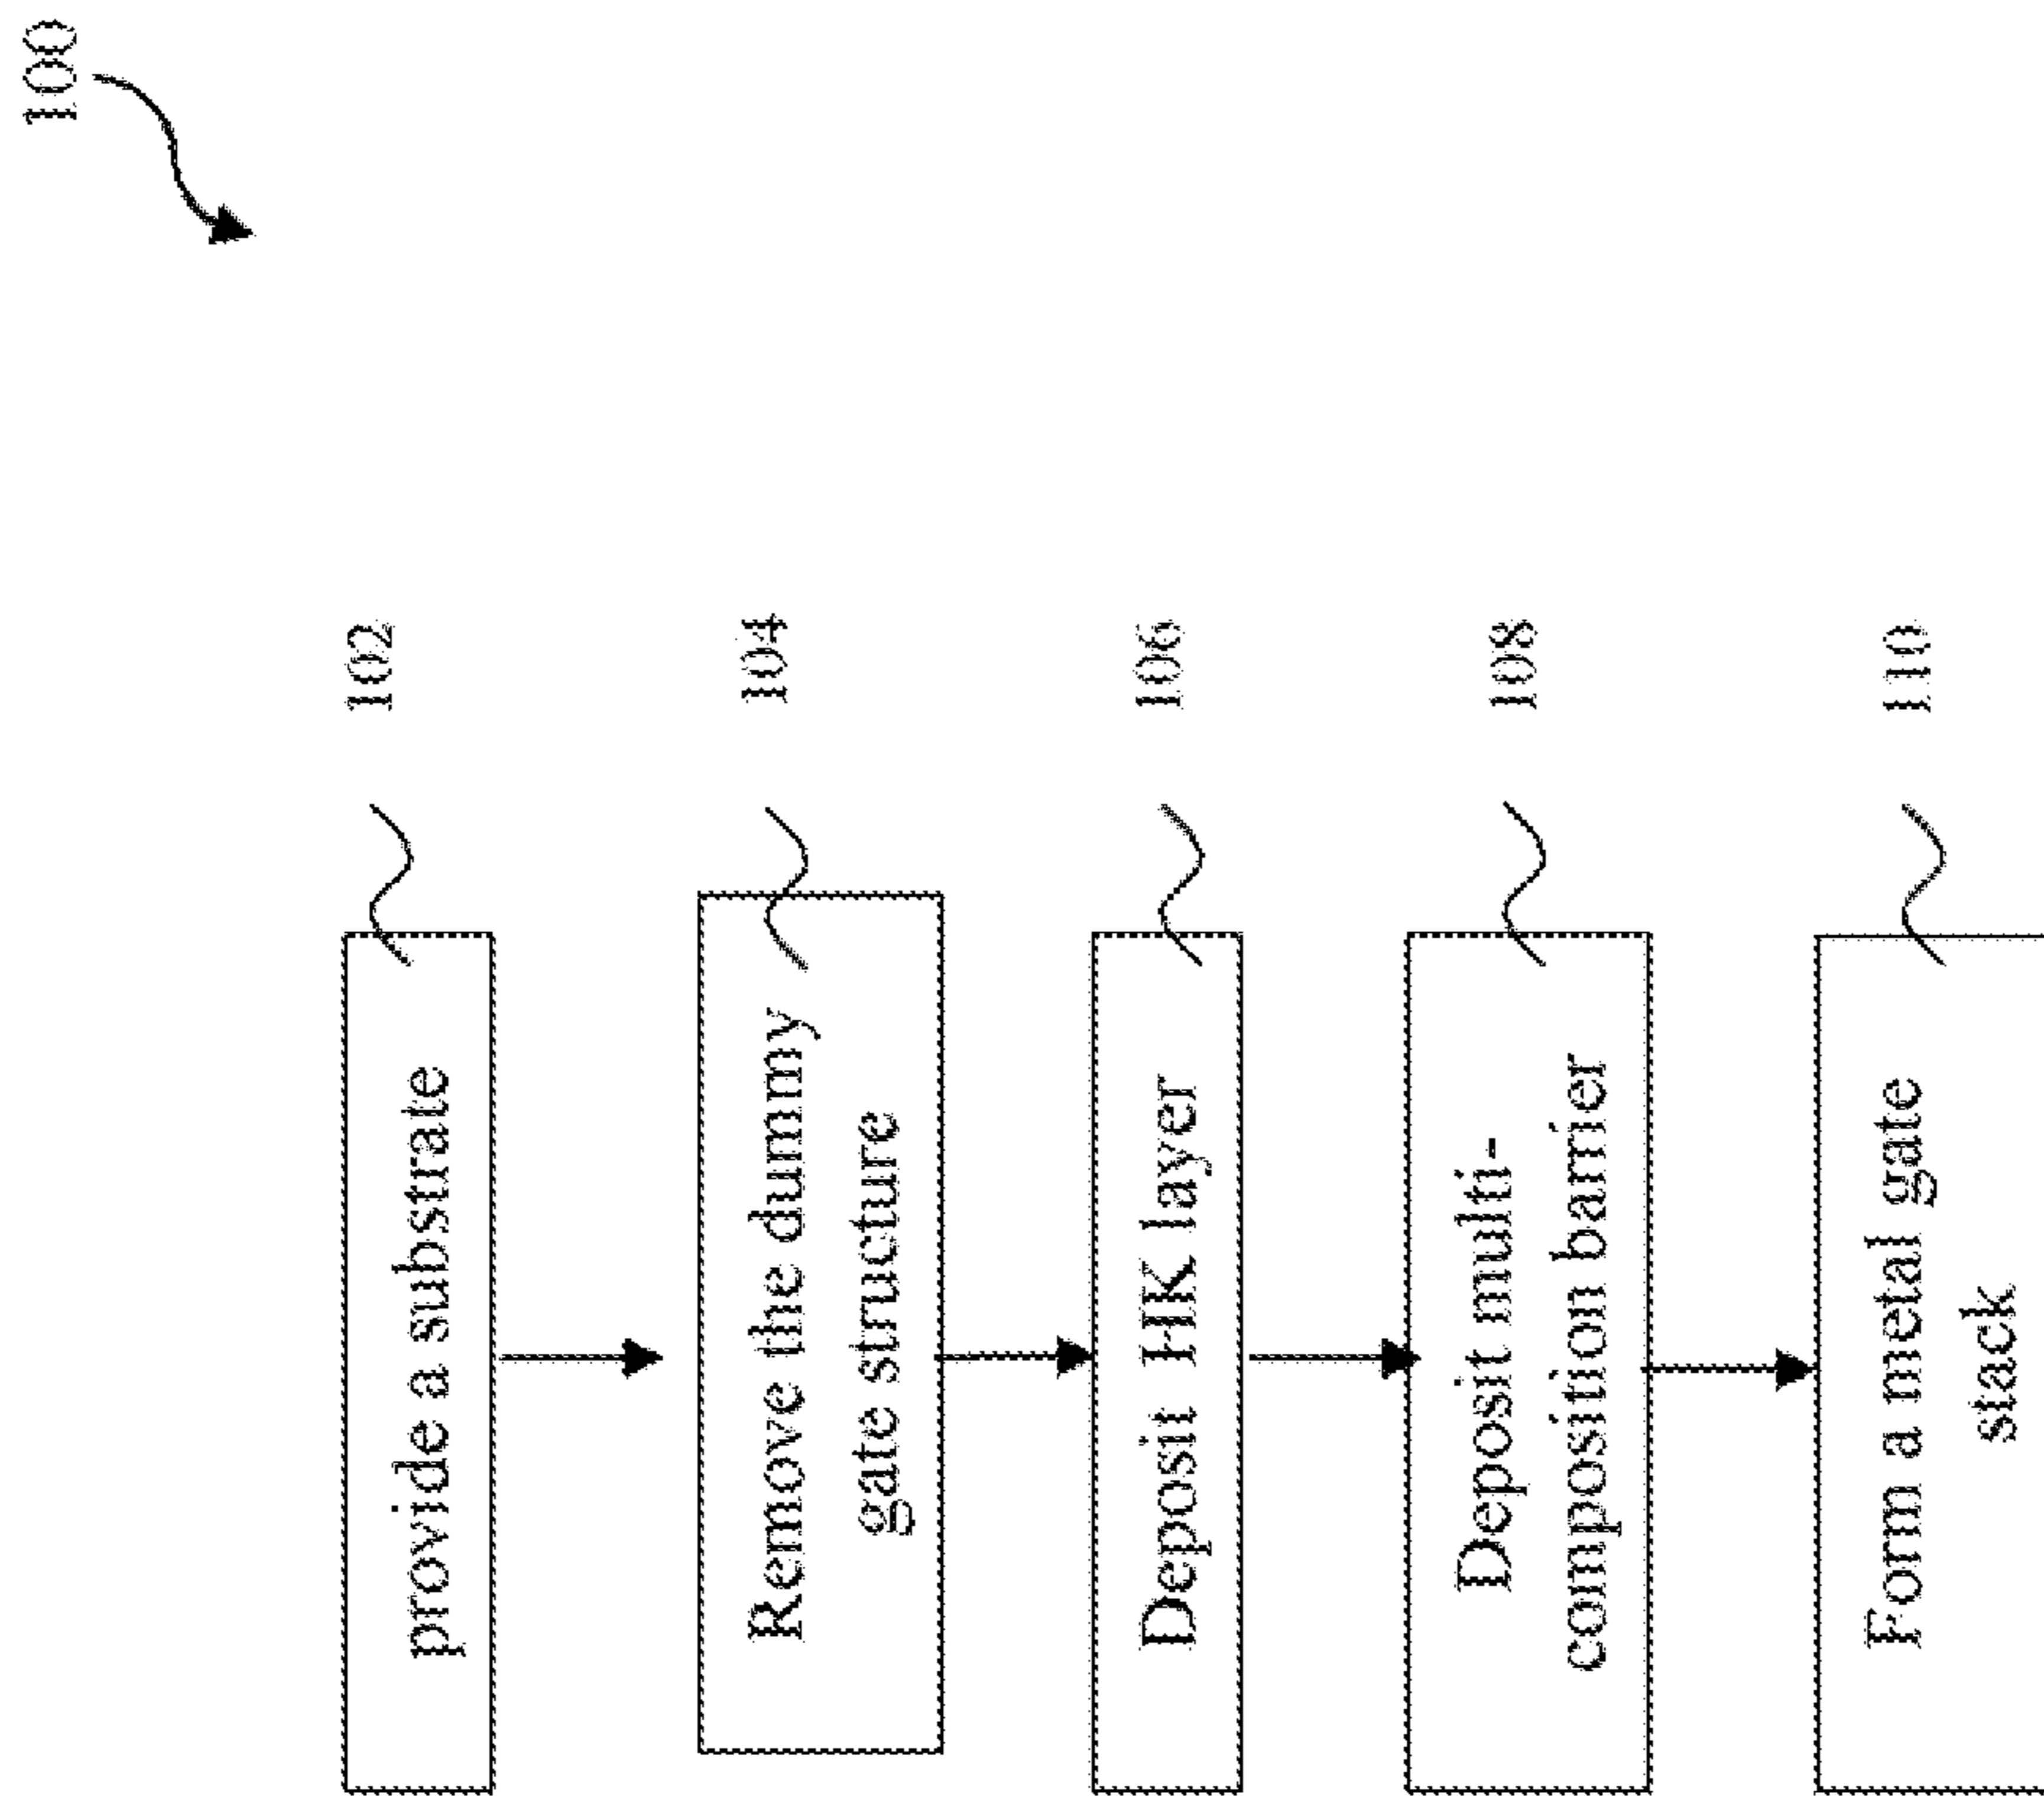 100
provide a substrate
102
Remove the dummy
gate structure
104
Deposit HK layer
106
Deposit multi-
composition barrier
108
Form a metal gate
stack
110